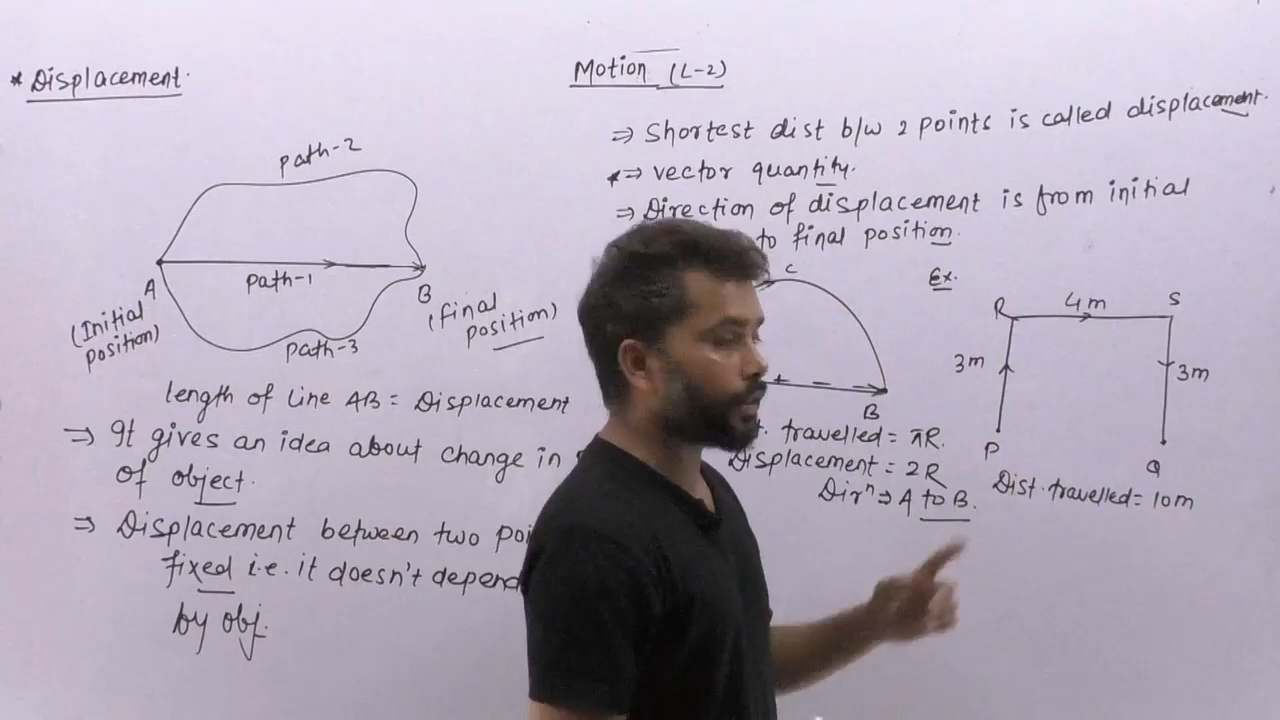 * Displacement.
Motion (L-2)
path-2
path-1
A
B
(Initial
position)
(final
position)
path-3
length of line AB = Displacement
⇒ It gives an idea about change in
of object.
⇒ Displacement between two
fixed i.e. it doesn't depend
by obj.
⇒ Shortest dist b/w 2 points is called displacement.
*⇒ vector quantity.
⇒ Direction of displacement is from initial
to final position.
C
B
travelled = πR.
Displacement = 2R
Dirⁿ ⇒ A to B.
Ex.
R
4m
S
3m
3m
P
Q
Dist. travelled = 10m